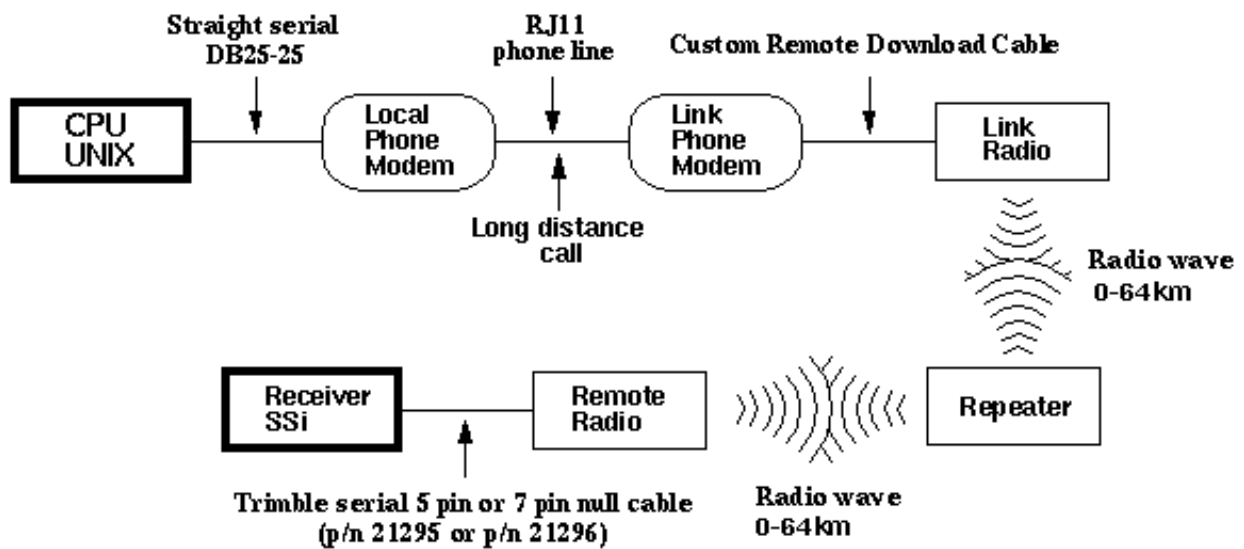 Straight serial
DB25-25
RJ11
phone line
Custom Remote Download Cable
CPU
UNIX
Local
Phone
Modem
Link
Phone
Modem
Link
Radio
Long distance
call
Radio wave
0-64km
Receiver
SSi
Remote
Radio
Repeater
Trimble serial 5 pin or 7 pin null cable
(p/n 21295 or p/n 21296)
Radio wave
0-64km